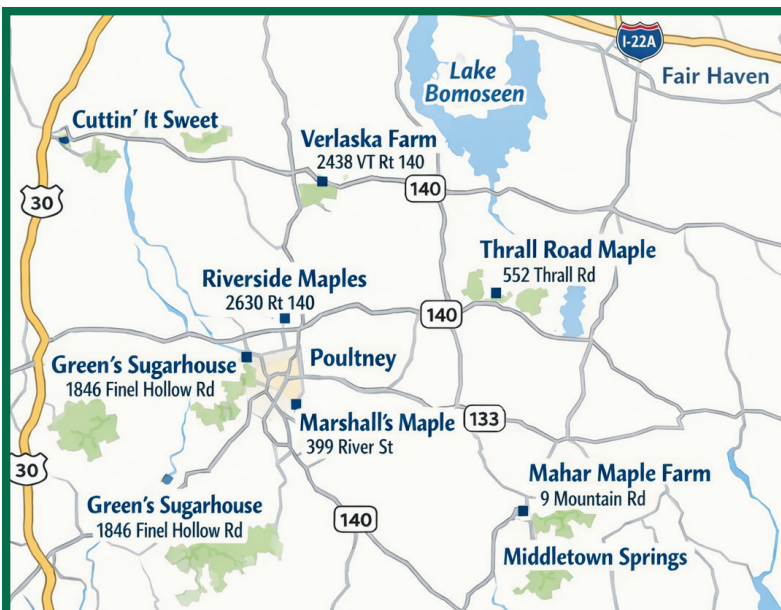 I-22A
Lake
Bomoseen
Fair Haven
Cuttin' It Sweet
Verlaska Farm
2438 VT Rt 140
140
30
Thrall Road Maple
552 Thrall Rd
Riverside Maples
2630 Rt 140
140
Green's Sugarhouse
1846 Finel Hollow Rd
Poultney
Marshall's Maple
399 River St
133
30
Mahar Maple Farm
9 Mountain Rd
Green's Sugarhouse
1846 Finel Hollow Rd
140
Middletown Springs